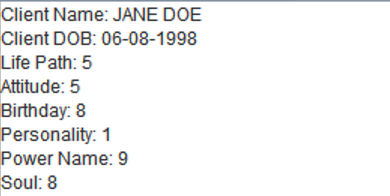 Client Name: JANE DOE
Client DOB: 06-08-1998
Life Path: 5
Attitude: 5
Birthday: 8
Personality: 1
Power Name: 9
Soul: 8